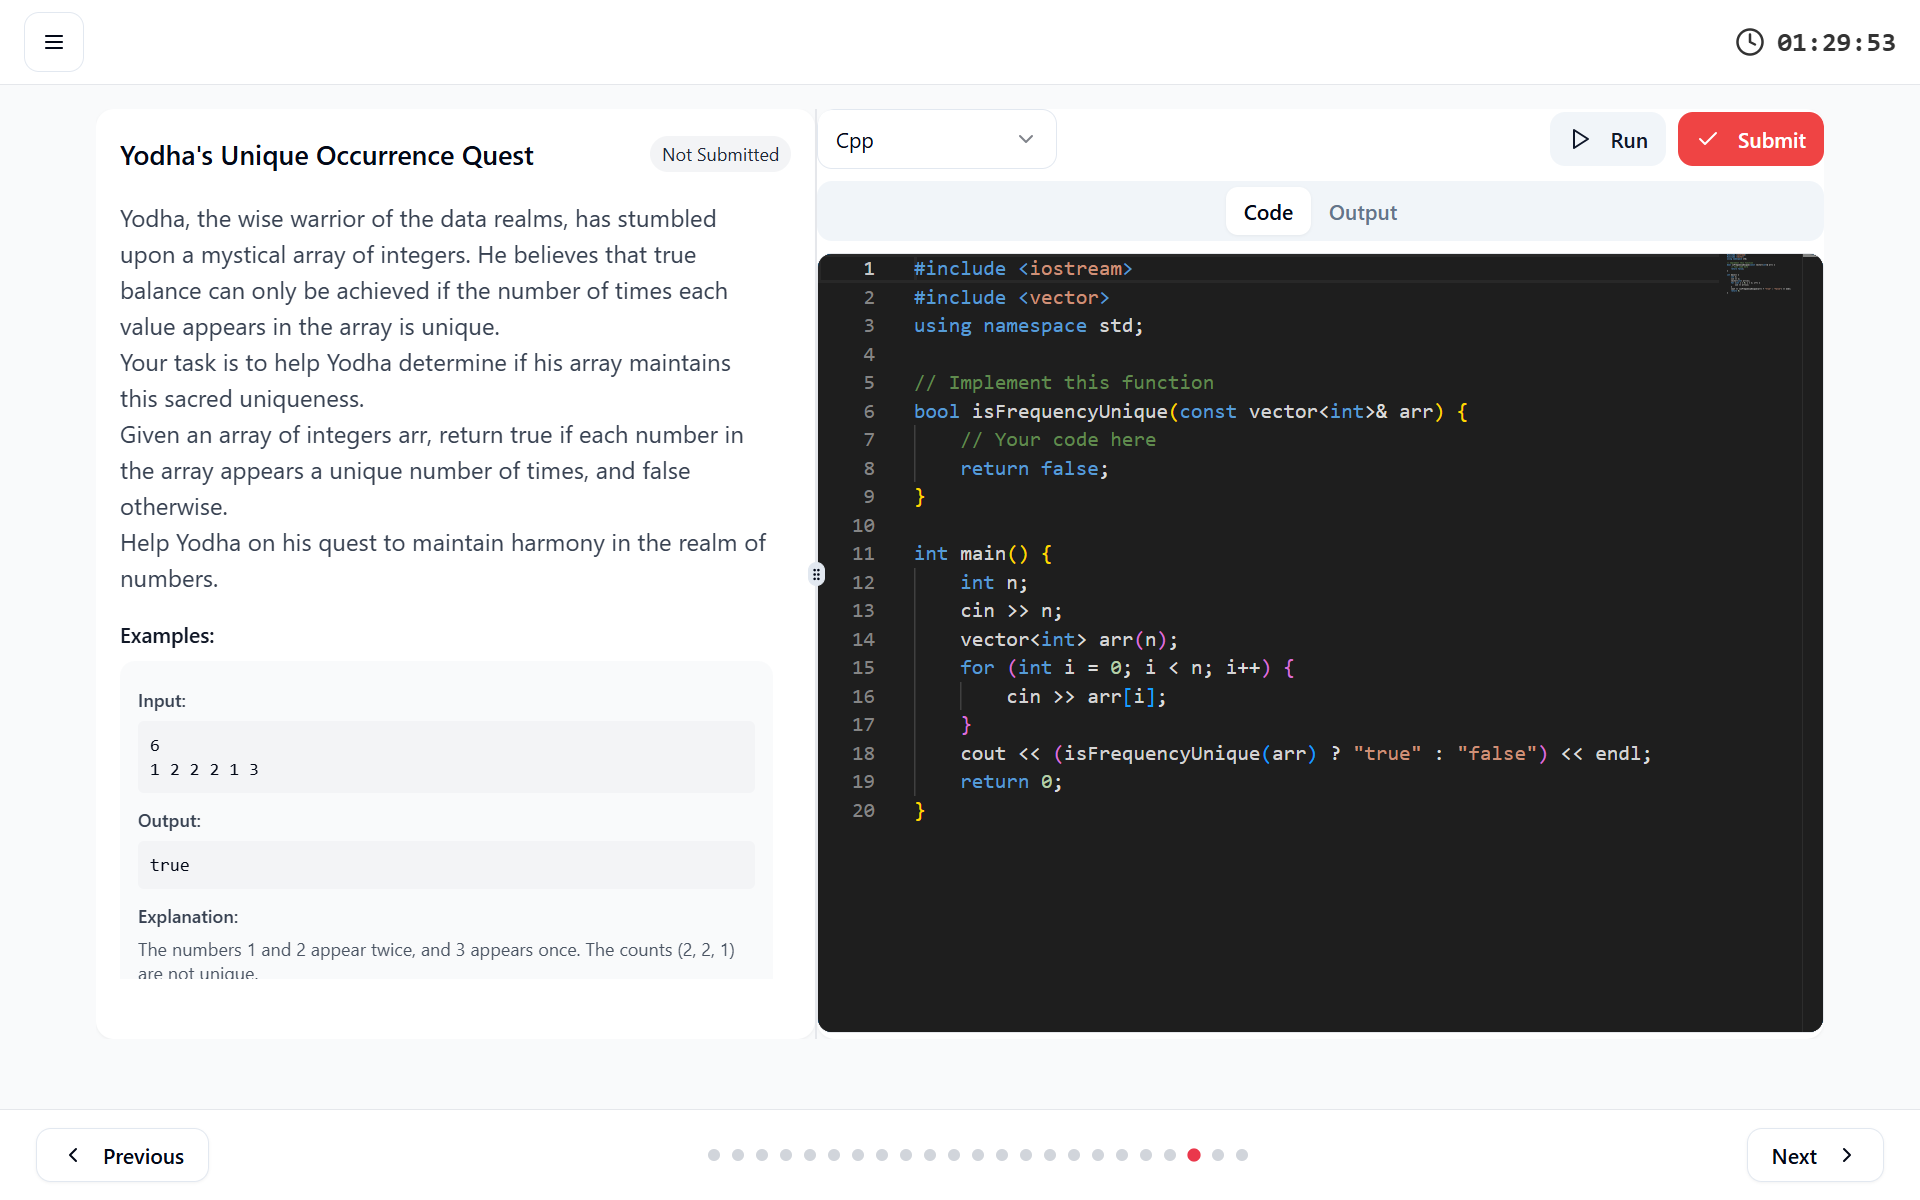 01:29:53
Yodha's Unique Occurrence Quest
Not Submitted
Yodha, the wise warrior of the data realms, has stumbled
upon a mystical array of integers. He believes that true
balance can only be achieved if the number of times each
value appears in the array is unique.
Your task is to help Yodha determine if his array maintains
this sacred uniqueness.
Given an array of integers arr, return true if each number in
the array appears a unique number of times, and false
otherwise.
Help Yodha on his quest to maintain harmony in the realm of
numbers.
Examples:
Input:
6
1 2 2 2 1 3
Output:
true
Explanation:
The numbers 1 and 2 appear twice, and 3 appears once. The counts (2, 2, 1)
are not unique.
Cpp
Run
Submit
Code
Output
1 #include <iostream>
2 #include <vector>
3 using namespace std;
4
5 // Implement this function
6 bool isFrequencyUnique(const vector<int>& arr) {
7     // Your code here
8     return false;
9 }
10
11 int main() {
12     int n;
13     cin >> n;
14     vector<int> arr(n);
15     for (int i = 0; i < n; i++) {
16         cin >> arr[i];
17     }
18     cout << (isFrequencyUnique(arr) ? "true" : "false") << endl;
19     return 0;
20 }
Previous
Next